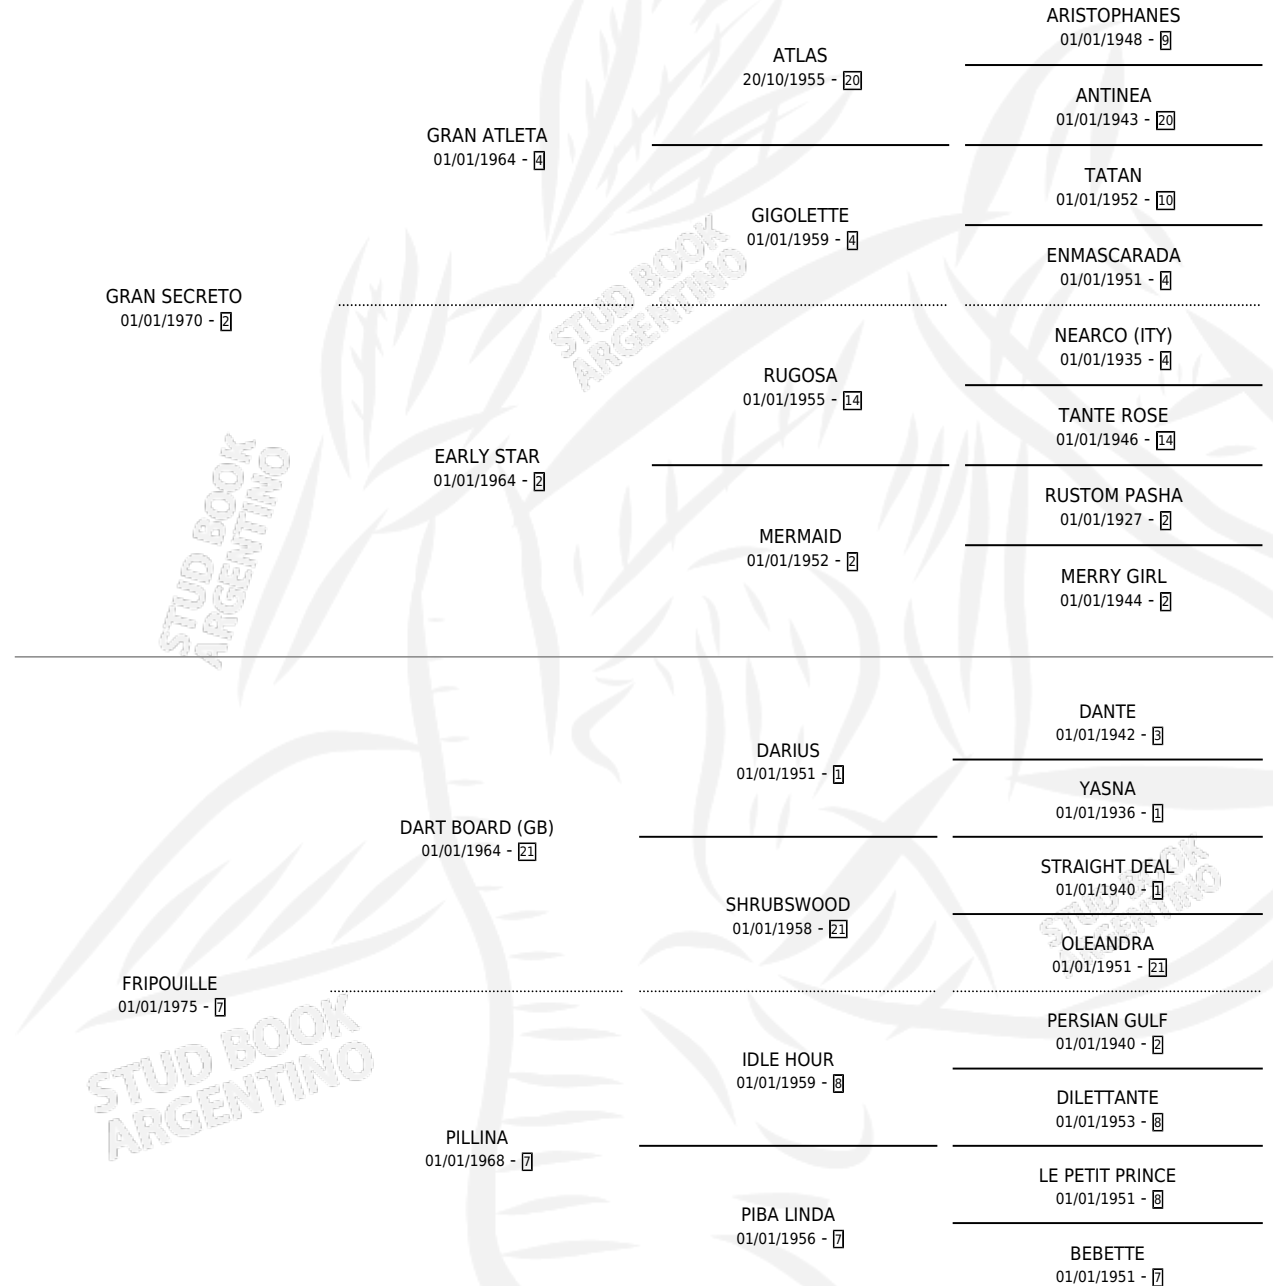 ARISTOPHANES
01/01/1948 - 9
ATLAS
20/10/1955 - 20
ANTINEA
01/01/1943 - 20
GRAN ATLETA
01/01/1964 - 4
TATAN
01/01/1952 - 10
GIGOLETTE
01/01/1959 - 4
ENMASCARADA
01/01/1951 - 4
GRAN SECRETO
01/01/1970 - 2
STUD BOOK
ARGENTINO
NEARCO (ITY)
01/01/1935 - 4
RUGOSA
01/01/1955 - 14
TANTE ROSE
01/01/1946 - 14
EARLY STAR
01/01/1964 - 2
RUSTOM PASHA
01/01/1927 - 2
MERMAID
01/01/1952 - 2
MERRY GIRL
01/01/1944 - 2
STUD BOOK
ARGENTINO
DANTE
01/01/1942 - 3
DARIUS
01/01/1951 - 1
YASNA
01/01/1936 - 1
DART BOARD (GB)
01/01/1964 - 21
STRAIGHT DEAL
01/01/1940 - 1
SHRUBSWOOD
01/01/1958 - 21
STUD BOOK
ARGENTINO
OLEANDRA
01/01/1951 - 21
FRIPOUILLE
01/01/1975 - 7
STUD BOOK
ARGENTINO
PERSIAN GULF
01/01/1940 - 2
IDLE HOUR
01/01/1959 - 8
DILETTANTE
01/01/1953 - 8
PILLINA
01/01/1968 - 7
LE PETIT PRINCE
01/01/1951 - 8
PIBA LINDA
01/01/1956 - 7
BEBETTE
01/01/1951 - 7